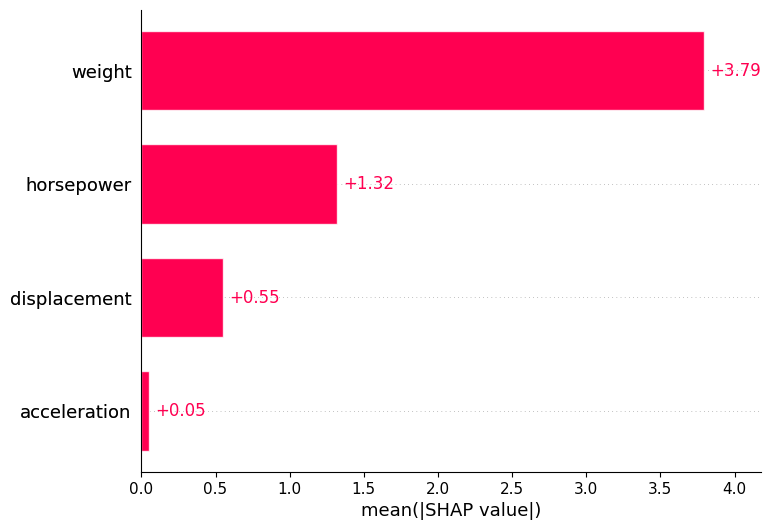 weight +3.79
horsepower +1.32
displacement +0.55
acceleration +0.05
0.0 0.5 1.0 1.5 2.0 2.5 3.0 3.5 4.0
mean(|SHAP value|)